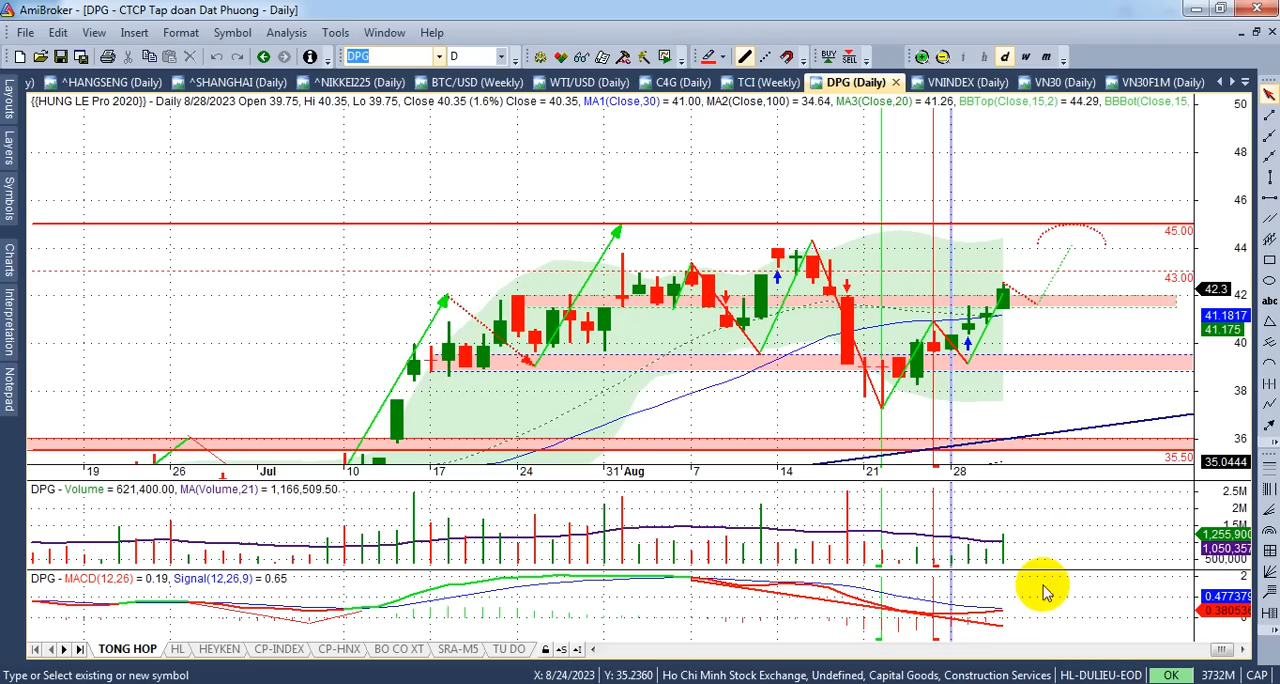 AmiBroker - [DPG - CTCP Tap doan Dat Phuong - Daily]
File Edit View Insert Format Symbol Analysis Tools Window Help
DPG D BUY SELL i h d w m
y) ^HANGSENG (Daily) ^SHANGHAI (Daily) ^NIKKEI225 (Daily) BTC/USD (Weekly) WTI/USD (Daily) C4G (Daily) TCI (Weekly) DPG (Daily) VNINDEX (Daily) VN30 (Daily) VN30F1M (Daily)
{{HUNG LE Pro 2020}} - Daily 8/28/2023 Open 39.75, Hi 40.35, Lo 39.75, Close 40.35 (1.6%) Close = 40.35, MA1(Close,30) = 41.00, MA2(Close,100) = 34.64, MA3(Close,20) = 41.26, BBTop(Close,15,2) = 44.29, BBBot(Close,15,
Layouts
Layers
Symbols
Charts
Interpretation
Notepad
abc
50
48
46
45.00
44
43.00
42.3
42
41.1817
41.175
40
38
36
35.50
35.0444
19 26 Jul 10 17 24 31 Aug 7 14 21 28
DPG - Volume = 621,400.00, MA(Volume,21) = 1,166,509.50
2.5M
2M
1.5M
1,255,900
1,050,357
500,000
DPG - MACD(12,26) = 0.19, Signal(12,26,9) = 0.65
2
0.477379
0.380536
TONG HOP HL HEYKEN CP-INDEX CP-HNX BO CO XT SRA-M5 TU DO
Type or Select existing or new symbol X: 8/24/2023 Y: 35.2360 Ho Chi Minh Stock Exchange, Undefined, Capital Goods, Construction Services HL-DULIEU-EOD OK 3732M CAP